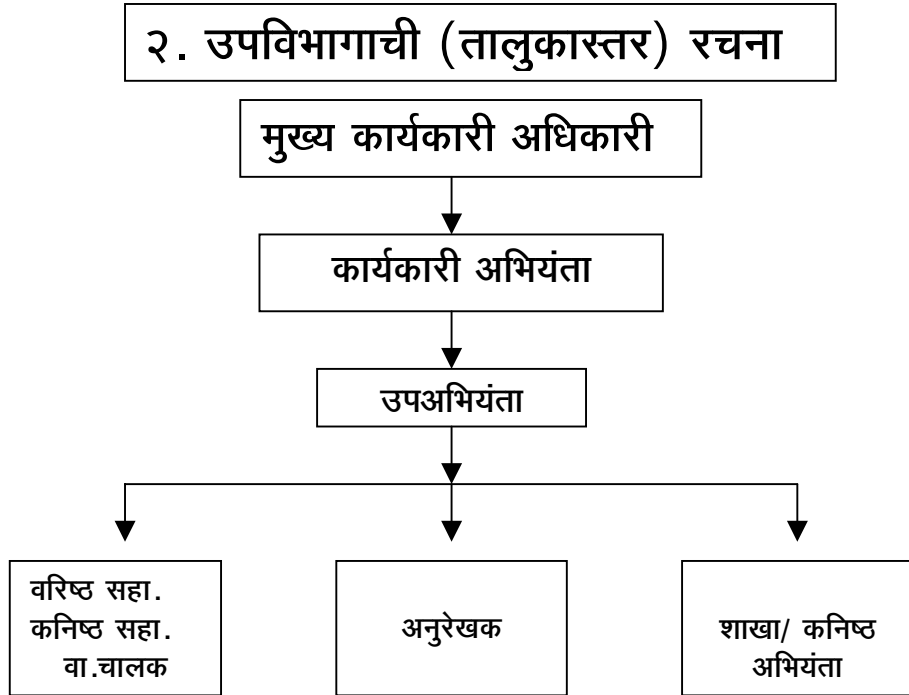 २. उपविभागाची (तालुकास्तर) रचना
मुख्य कार्यकारी अधिकारी
कार्यकारी अभियंता
उपअभियंता
वरिष्ठ सहा.
कनिष्ठ सहा.
वा.चालक
अनुरेखक
शाखा/ कनिष्ठ
अभियंता